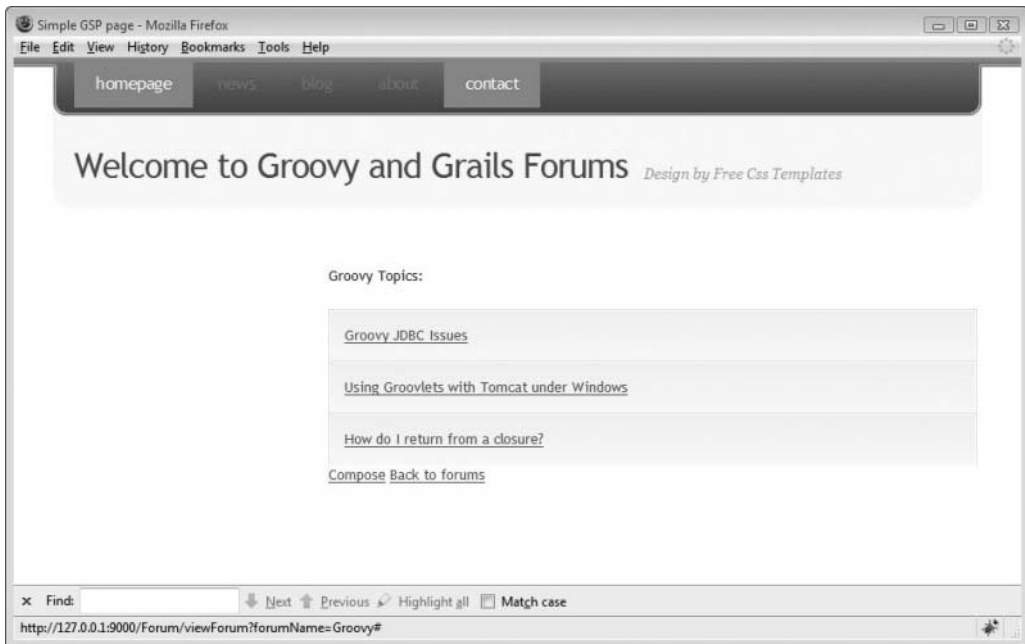 Simple GSP page - Mozilla Firefox
File Edit View History Bookmarks Tools Help
homepage news blog about contact
Welcome to Groovy and Grails Forums Design by Free Css Templates
Groovy Topics:
Groovy JDBC Issues
Using Groovlets with Tomcat under Windows
How do I return from a closure?
Compose Back to forums
x Find: Next Previous Highlight all Match case
http://127.0.0.1:9000/Forum/viewForum?forumName=Groovy#